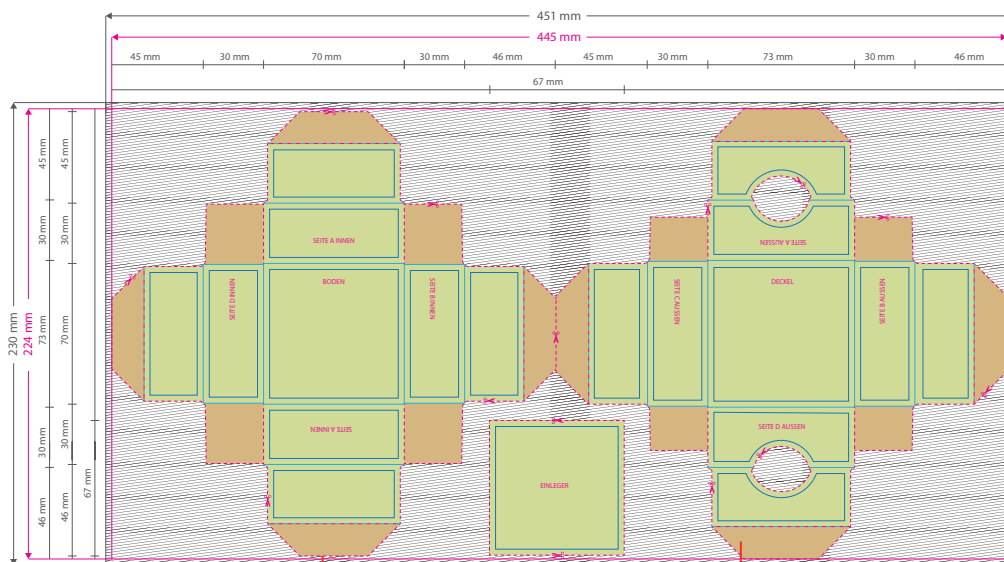 451 mm
445 mm
45 mm
30 mm
70 mm
30 mm
46 mm
45 mm
30 mm
73 mm
30 mm
46 mm
67 mm
230 mm
224 mm
45 mm
30 mm
73 mm
30 mm
46 mm
45 mm
30 mm
70 mm
30 mm
46 mm
67 mm
SEITE A INNEN
SEITE D INNEN
BODEN
SEITE B INNEN
SEITE A INNEN
EINLEGER
SEITE A AUSSEN
SEITE C AUSSEN
DECKEL
SEITE B AUSSEN
SEITE D AUSSEN